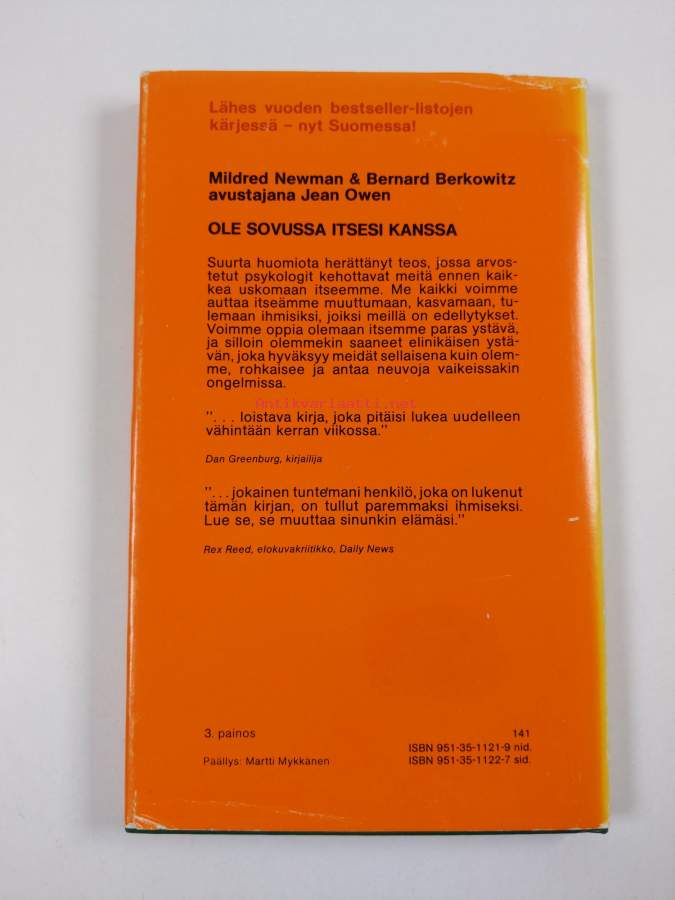 Lähes vuoden bestseller-listojen
kärjessä – nyt Suomessa!
Mildred Newman & Bernard Berkowitz
avustajana Jean Owen
OLE SOVUSSA ITSESI KANSSA
Suurta huomiota herättänyt teos, jossa arvos-
tetut psykologit kehottavat meitä ennen kaik-
kea uskomaan itseemme. Me kaikki voimme
auttaa itseämme muuttumaan, kasvamaan, tu-
lemaan ihmisiksi, joiksi meillä on edellytykset.
Voimme oppia olemaan itsemme paras ystävä,
ja silloin olemmekin saaneet elinikäisen ystä-
vän, joka hyväksyy meidät sellaisena kuin olem-
me, rohkaisee ja antaa neuvoja vaikeissakin
ongelmissa.
Antikvariaatti.net
"... loistava kirja, joka pitäisi lukea uudelleen
vähintään kerran viikossa."
Dan Greenburg, kirjailija
"... jokainen tuntemani henkilö, joka on lukenut
tämän kirjan, on tullut paremmaksi ihmiseksi.
Lue se, se muuttaa sinunkin elämäsi."
Rex Reed, elokuvakriitikko, Daily News
3. painos
141
ISBN 951-35-1121-9 nid.
Päällys: Martti Mykkänen
ISBN 951-35-1122-7 sid.